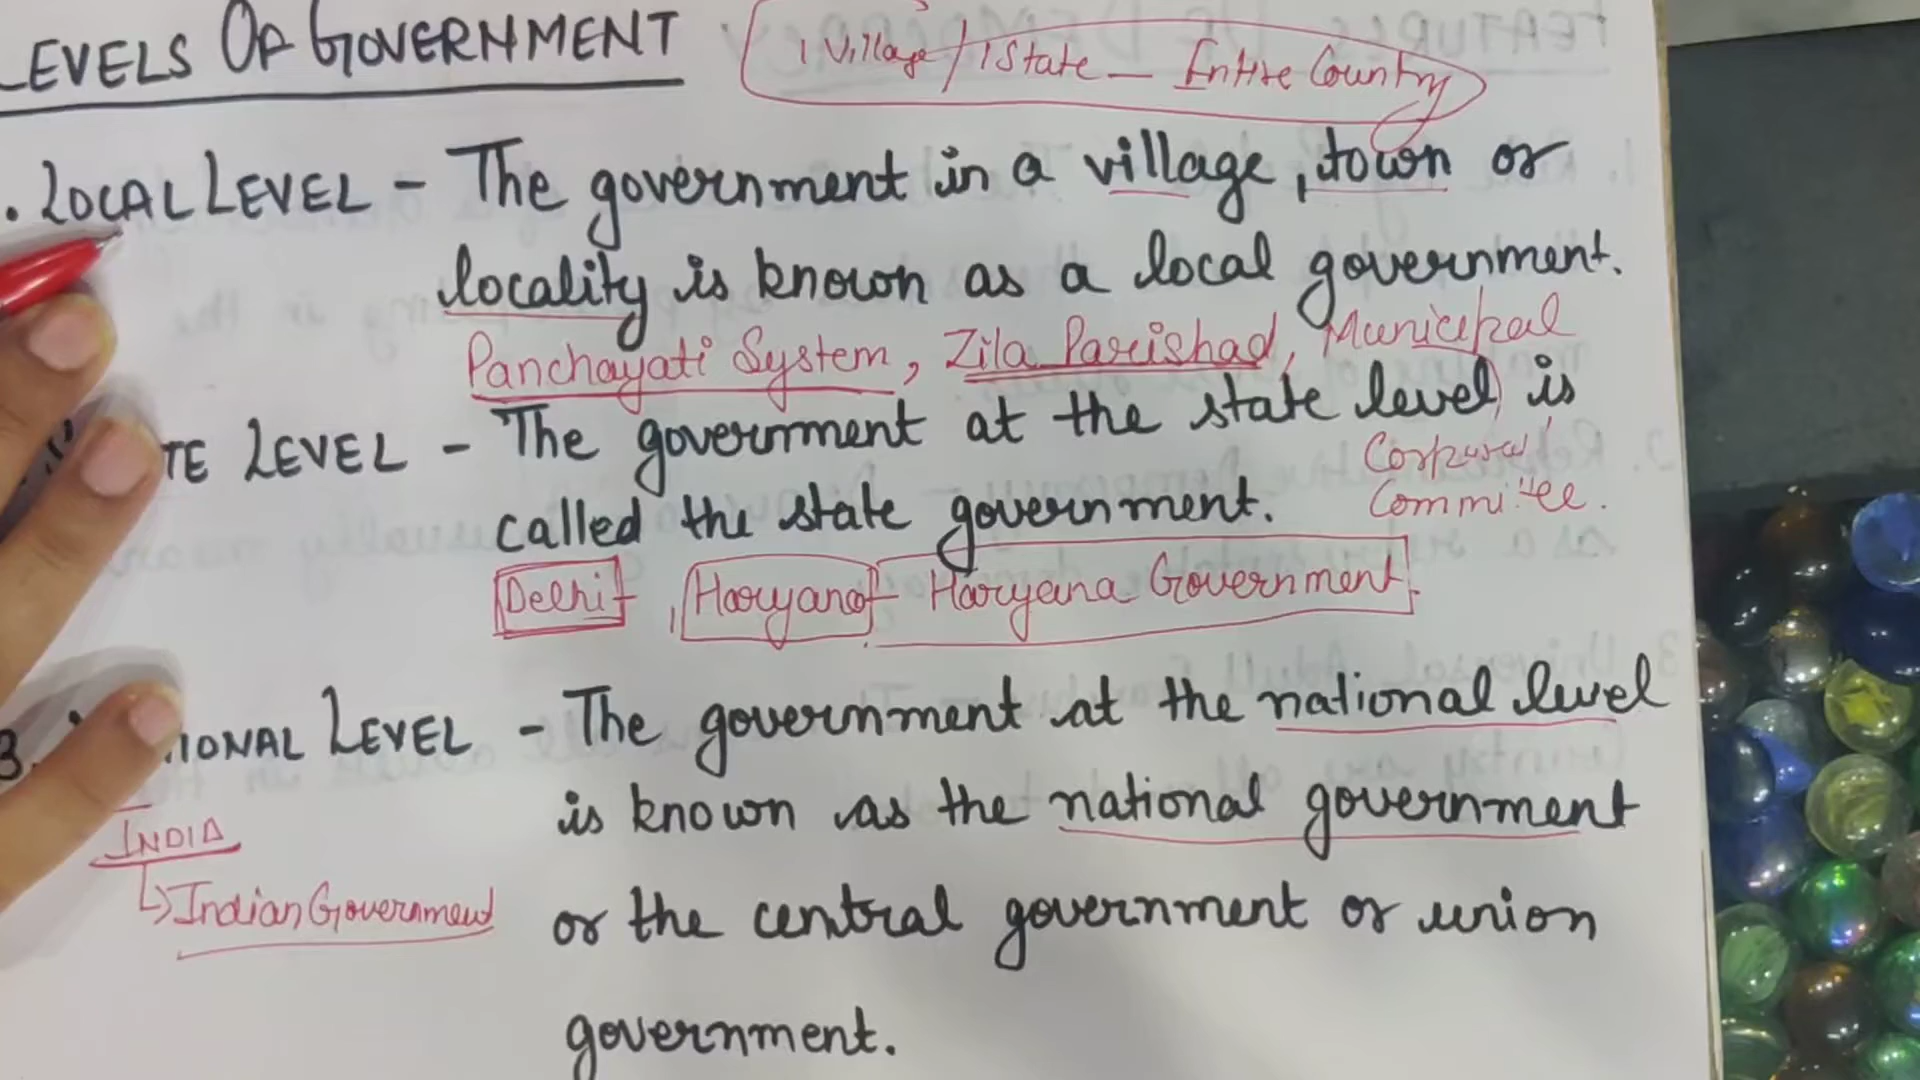 LEVELS OF GOVERNMENT
1 Village / 1 State — Entire Country
. LOCAL LEVEL - The government in a village, town or
locality is known as a local government.
Panchayati System, Zila Parishad, Municipal
TE LEVEL - The government at the state level is
Committee.
called the state government.
Delhi , Haryana - Haryana Government.
3. IONAL LEVEL - The government at the national level
is known as the national government
INDIA
↳ Indian Government
or the central government or union
government.